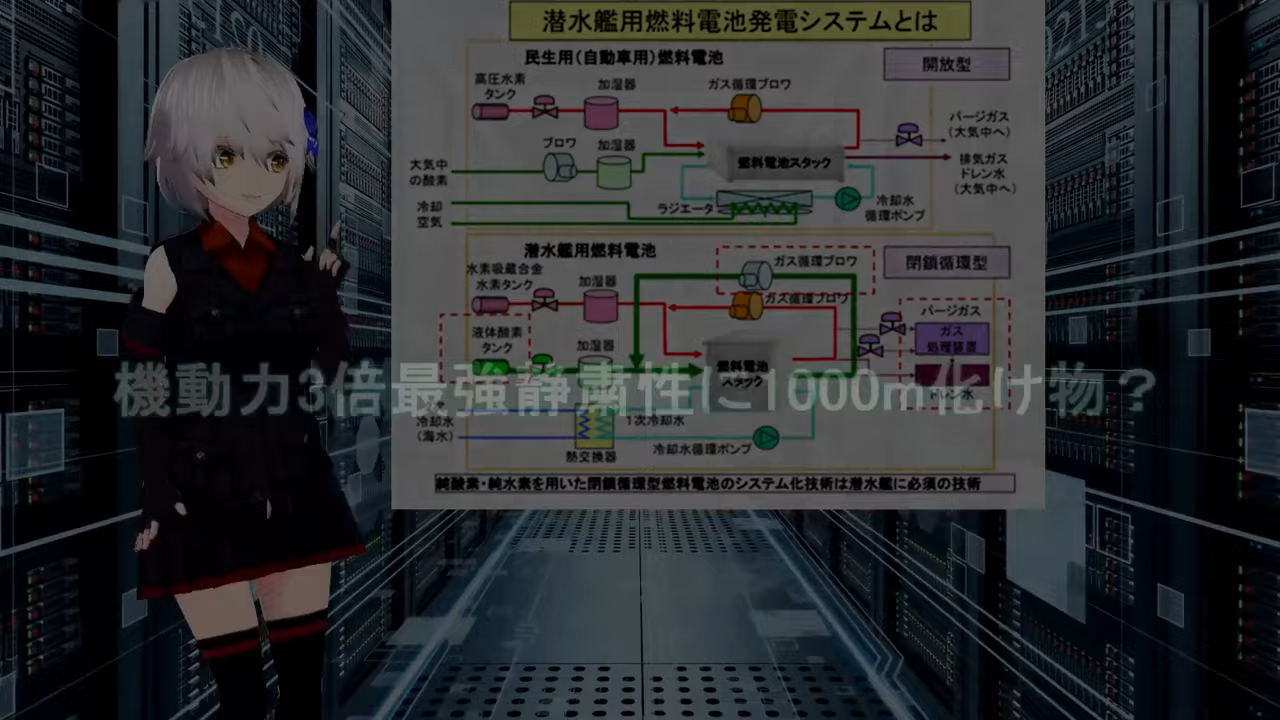 潜水艦用燃料電池発電システムとは
民生用(自動車用)燃料電池
開放型
高圧水素
タンク
加湿器
ガス循環ブロワ
パージガス
(大気中へ)
ブロワ
加湿器
大気中
の酸素
燃料電池スタック
排気ガス
ドレン水
(大気中へ)
冷却
空気
ラジエータ
冷却水
循環ポンプ
潜水艦用燃料電池
閉鎖循環型
水素吸蔵合金
水素タンク
加湿器
ガス循環ブロワ
ガス循環ブロワ
パージガス
ガス
処理装置
液体酸素
タンク
加湿器
燃料電池
スタック
ドレン水
機動力3倍最強静粛性に1000m化け物?
冷却水
(海水)
1次冷却水
熱交換器
冷却水循環ポンプ
純酸素・純水素を用いた閉鎖循環型燃料電池のシステム化技術は潜水艦に必須の技術